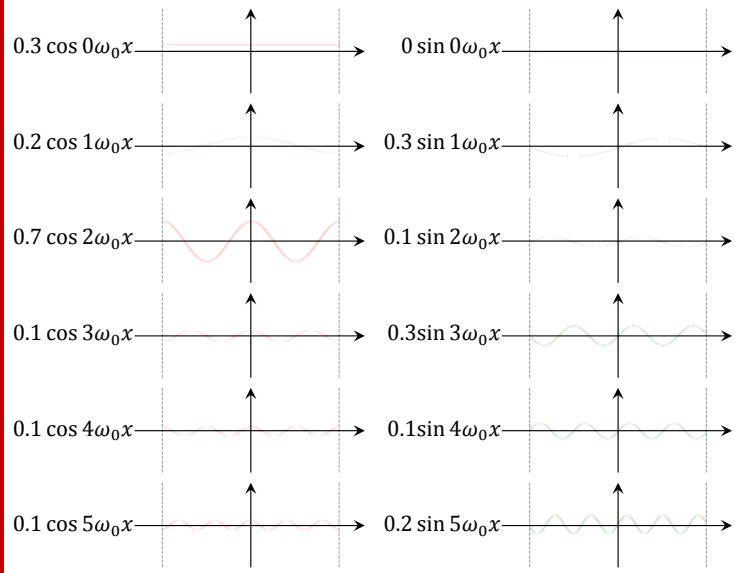 0.3 cos 0ω₀x
0 sin 0ω₀x
0.2 cos 1ω₀x
0.3 sin 1ω₀x
0.7 cos 2ω₀x
0.1 sin 2ω₀x
0.1 cos 3ω₀x
0.3sin 3ω₀x
0.1 cos 4ω₀x
0.1sin 4ω₀x
0.1 cos 5ω₀x
0.2 sin 5ω₀x